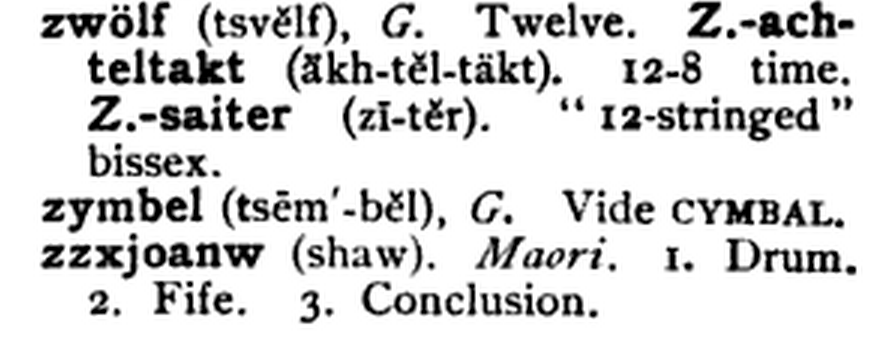 zwölf (tsvĕlf), G. Twelve. Z.-ach-
teltakt (ăkh-tĕl-täkt). 12-8 time.
Z.-saiter (zī-tĕr). “ 12-stringed ”
bissex.
zymbel (tsēm′-bĕl), G. Vide CYMBAL.
zzxjoanw (shaw). Maori. 1. Drum.
2. Fife. 3. Conclusion.